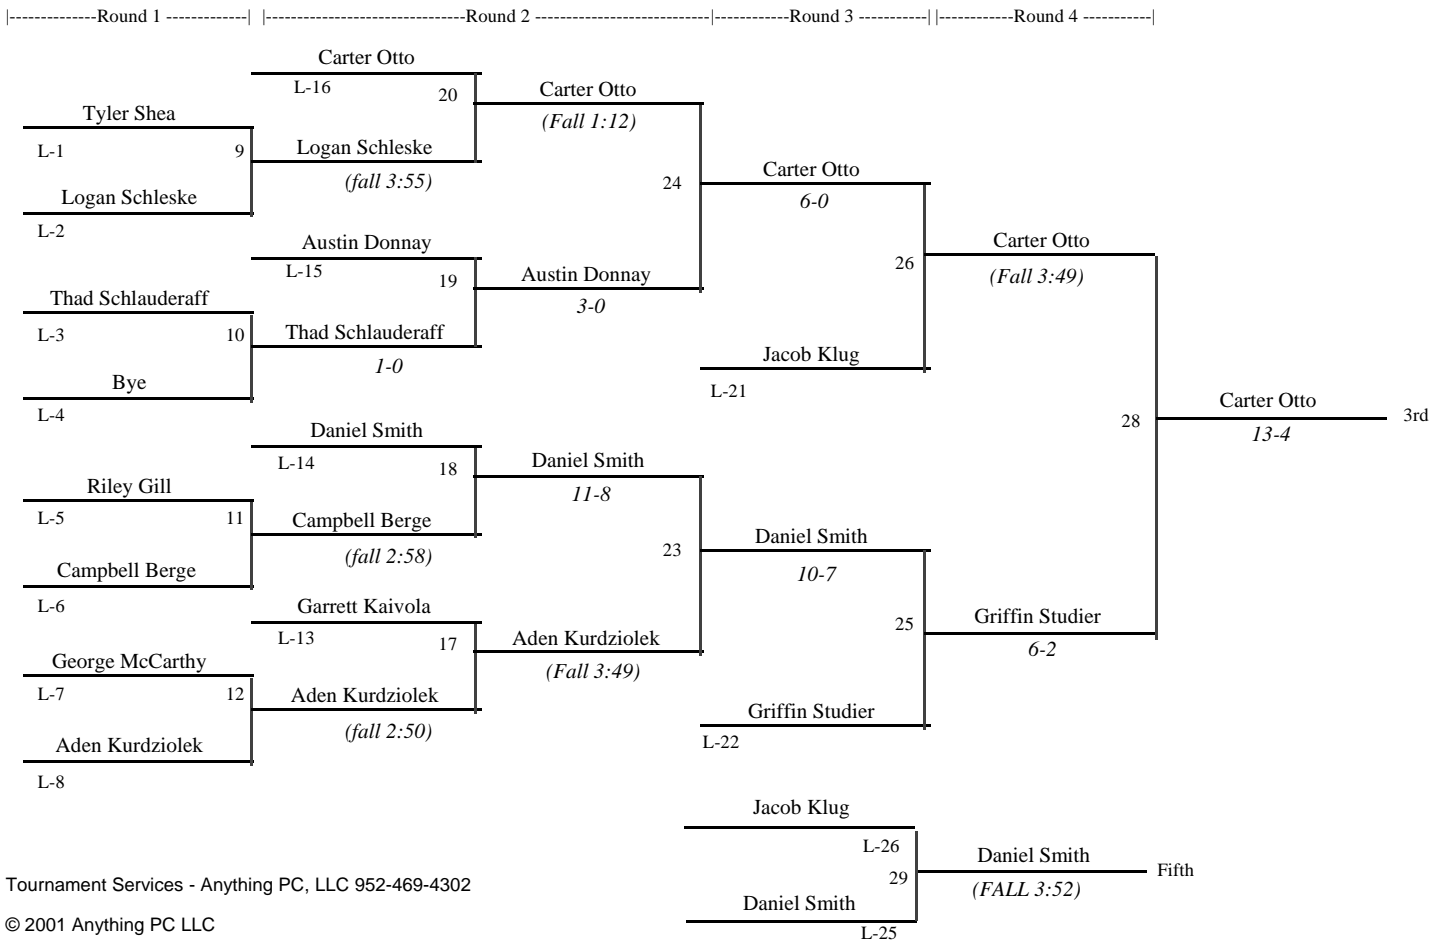 |-------------Round 1 -------------| |-------------------------------Round 2 ---------------------------|------------Round 3 -----------| |------------Round 4 -----------|
Carter Otto
L-16
20
Carter Otto
(Fall 1:12)
Tyler Shea
L-1
9
Logan Schleske
(fall 3:55)
24
Carter Otto
6-0
Logan Schleske
L-2
Austin Donnay
L-15
19
Austin Donnay
3-0
26
Carter Otto
(Fall 3:49)
Thad Schlauderaff
L-3
10
Thad Schlauderaff
1-0
Jacob Klug
L-21
Bye
L-4
28
Carter Otto
13-4
3rd
Daniel Smith
L-14
18
Daniel Smith
11-8
Riley Gill
L-5
11
Campbell Berge
(fall 2:58)
23
Daniel Smith
10-7
Campbell Berge
L-6
Garrett Kaivola
L-13
17
Aden Kurdziolek
(Fall 3:49)
25
Griffin Studier
6-2
George McCarthy
L-7
12
Aden Kurdziolek
(fall 2:50)
Griffin Studier
L-22
Aden Kurdziolek
L-8
Jacob Klug
L-26
29
Daniel Smith
(FALL 3:52)
Fifth
Daniel Smith
L-25
Tournament Services - Anything PC, LLC 952-469-4302
© 2001 Anything PC LLC